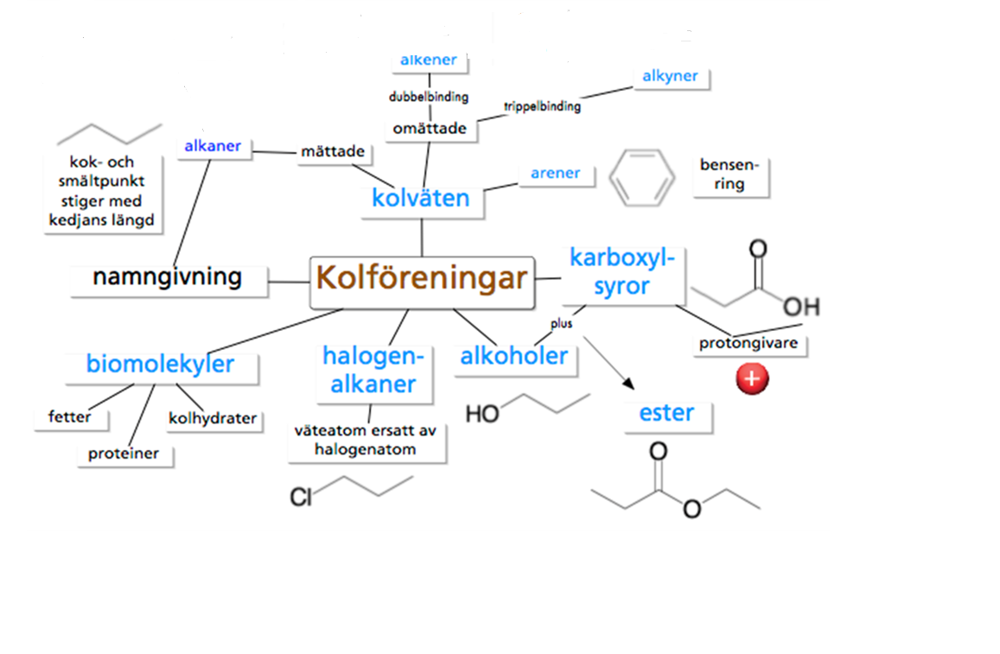 alkener
alkyner
dubbelbinding
trippelbinding
omättade
alkaner
mättade
kok- och
smältpunkt
stiger med
kedjans längd
arener
bensen-
ring
kolväten
namngivning
Kolföreningar
karboxyl-
syror
O
OH
plus
protongivare
+
biomolekyler
halogen-
alkaner
alkoholer
fetter
kolhydrater
proteiner
väteatom ersatt av
halogenatom
HO
ester
Cl
O
O